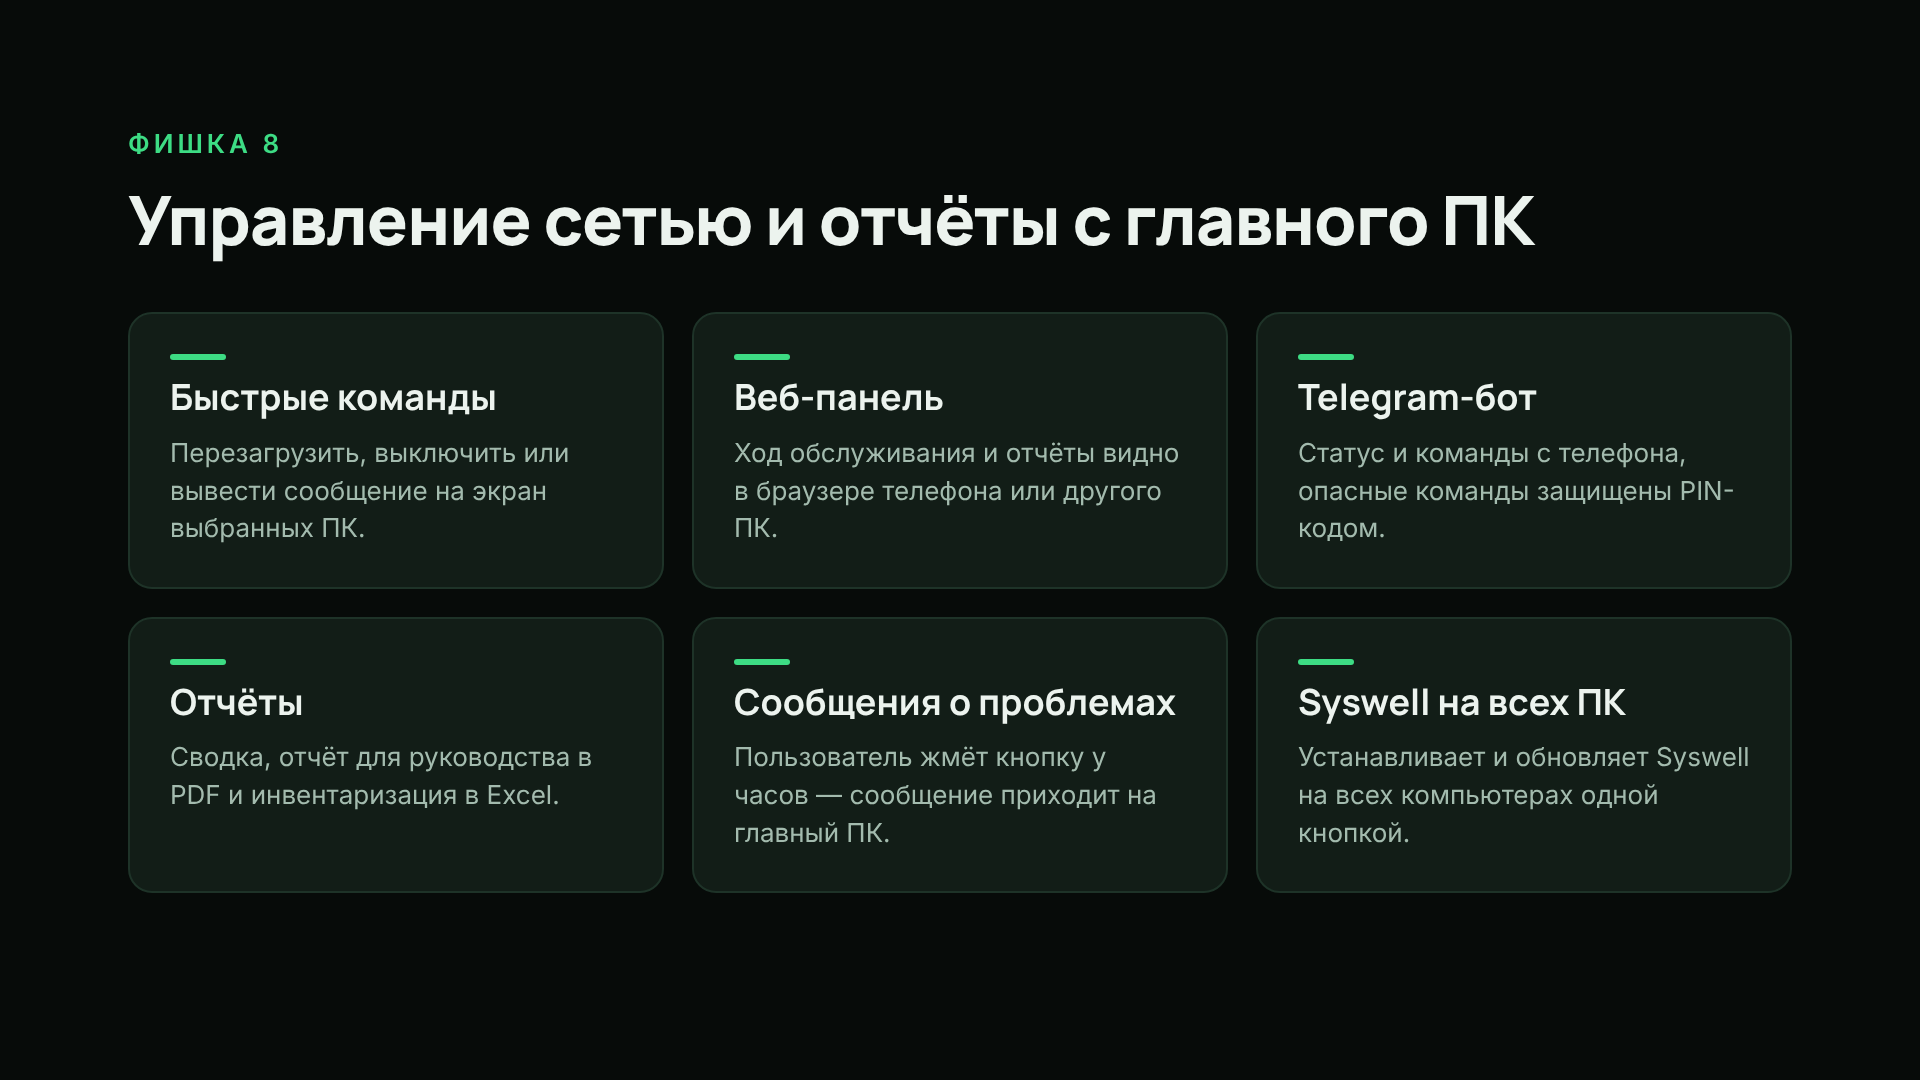 ФИШКА 8
Управление сетью и отчёты с главного ПК
Быстрые команды
Перезагрузить, выключить или
вывести сообщение на экран
выбранных ПК.
Веб-панель
Ход обслуживания и отчёты видно
в браузере телефона или другого
ПК.
Telegram-бот
Статус и команды с телефона,
опасные команды защищены PIN-
кодом.
Отчёты
Сводка, отчёт для руководства в
PDF и инвентаризация в Excel.
Сообщения о проблемах
Пользователь жмёт кнопку у
часов — сообщение приходит на
главный ПК.
Syswell на всех ПК
Устанавливает и обновляет Syswell
на всех компьютерах одной
кнопкой.